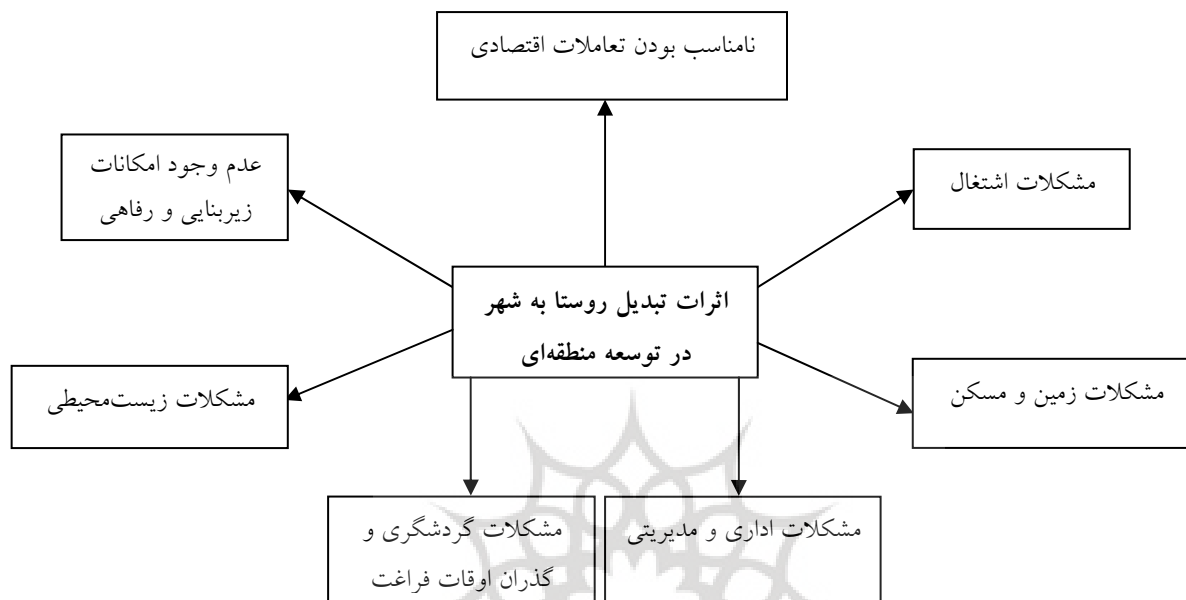 نامناسب بودن تعاملات اقتصادی
مشکلات اشتغال
عدم وجود امکانات
زیربنایی و رفاهی
اثرات تبدیل روستا به شهر
در توسعه منطقه‌ای
مشکلات زمین و مسکن
مشکلات زیست‌محیطی
مشکلات اداری و مدیریتی
مشکلات گردشگری و
گذران اوقات فراغت